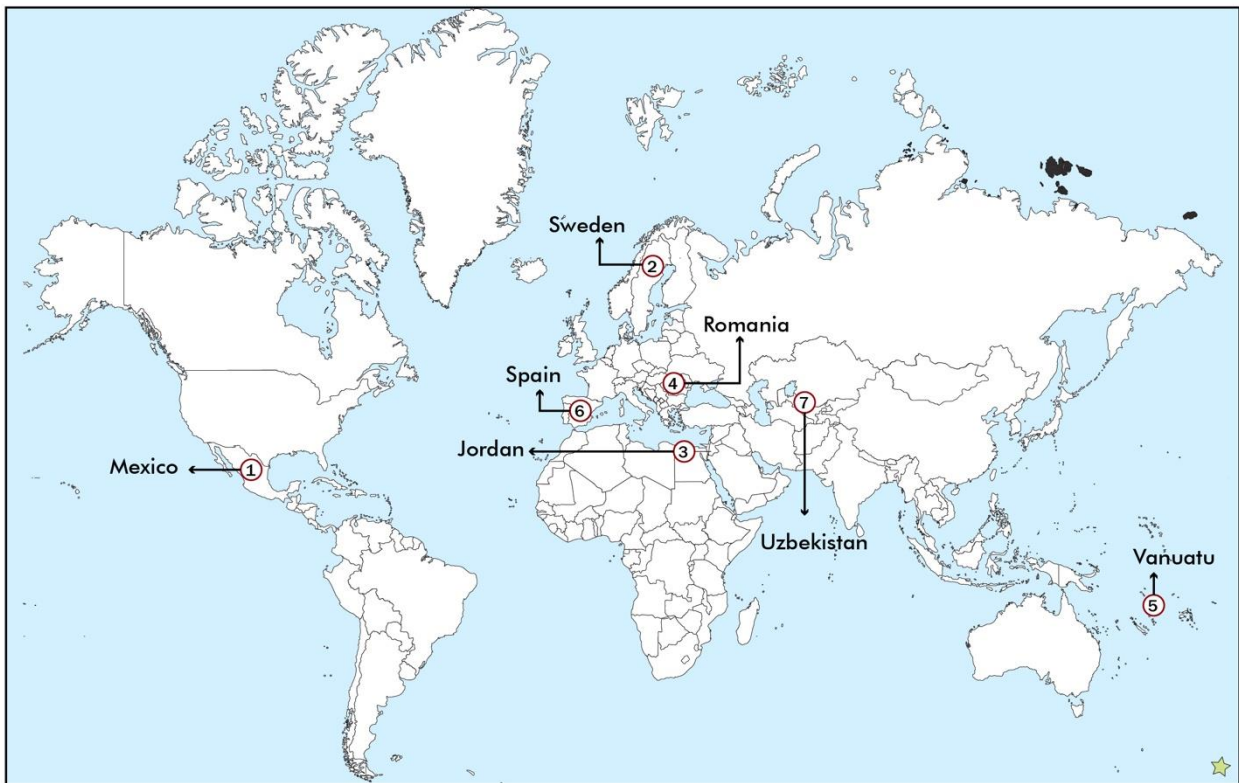 Sweden
2
Romania
4
Spain
6
7
Jordan
3
Mexico
1
Uzbekistan
Vanuatu
5